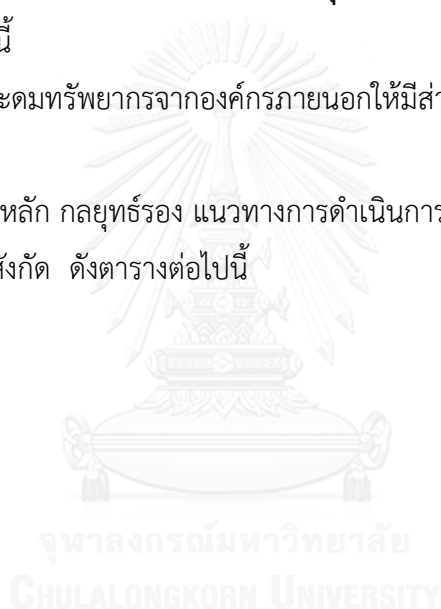 นี้
ะดมทรัพยากรจากองค์กรภายนอกให้มีส่
หลัก กลยุทธ์รอง แนวทางการดำเนินการ
สังกัด ดังตารางต่อไปนี้
จุฬาลงกรณ์มหาวิทยาลัย
CHULALONGKORN UNIVERSITY